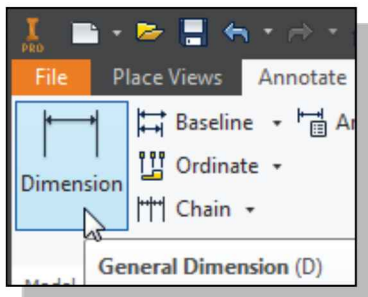 I
PRO
File Place Views Annotate
Dimension
Baseline
Ordinate
Chain
General Dimension (D)